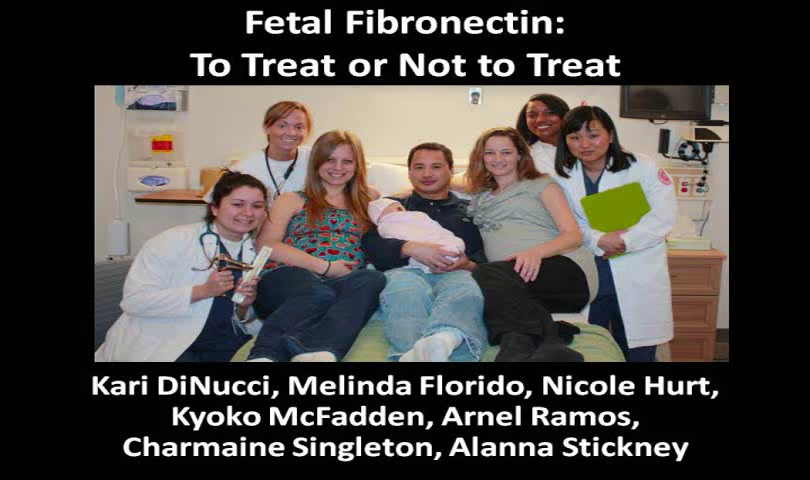 Fetal Fibronectin:
To Treat or Not to Treat
Kari DiNucci, Melinda Florido, Nicole Hurt,
Kyoko McFadden, Arnel Ramos,
Charmaine Singleton, Alanna Stickney